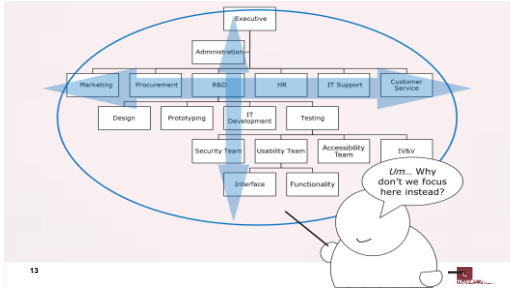 Executive
Administration
Marketing
Procurement
R&D
HR
IT Support
Customer
Service
Design
Prototyping
IT
Development
Testing
Security Team
Usability Team
Accessibility
Team
IV&V
Interface
Functionality
Um... Why
don't we focus
here instead?
13